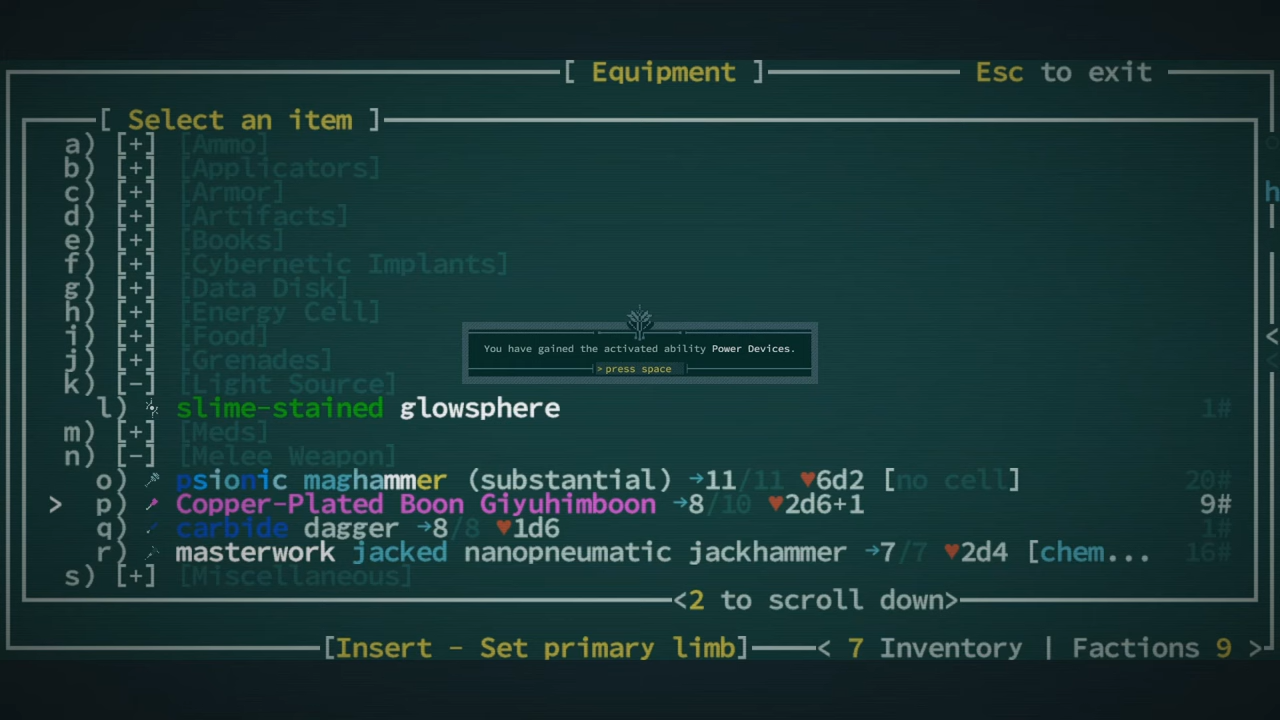 [ Equipment ] Esc to exit
[ Select an item ]
a) [+] [Ammo]
b) [+] [Applicators]
c) [+] [Armor]
d) [+] [Artifacts]
e) [+] [Books]
f) [+] [Cybernetic Implants]
g) [+] [Data Disk]
h) [+] [Energy Cell]
i) [+] [Food]
j) [+] [Grenades]
k) [-] [Light Source]
You have gained the activated ability Power Devices.
>press space
l) slime-stained glowsphere 1#
m) [+] [Meds]
n) [-] [Melee Weapon]
o) psionic maghammer (substantial) →11/11 ♥6d2 [no cell] 20#
> p) Copper-Plated Boon Giyuhimboon →8/10 ♥2d6+1 9#
q) carbide dagger →8/8 ♥1d6 1#
r) masterwork jacked nanopneumatic jackhammer →7/7 ♥2d4 [chem... 16#
s) [+] [Miscellaneous]
<2 to scroll down>
[Insert - Set primary limb] < 7 Inventory | Factions 9 >